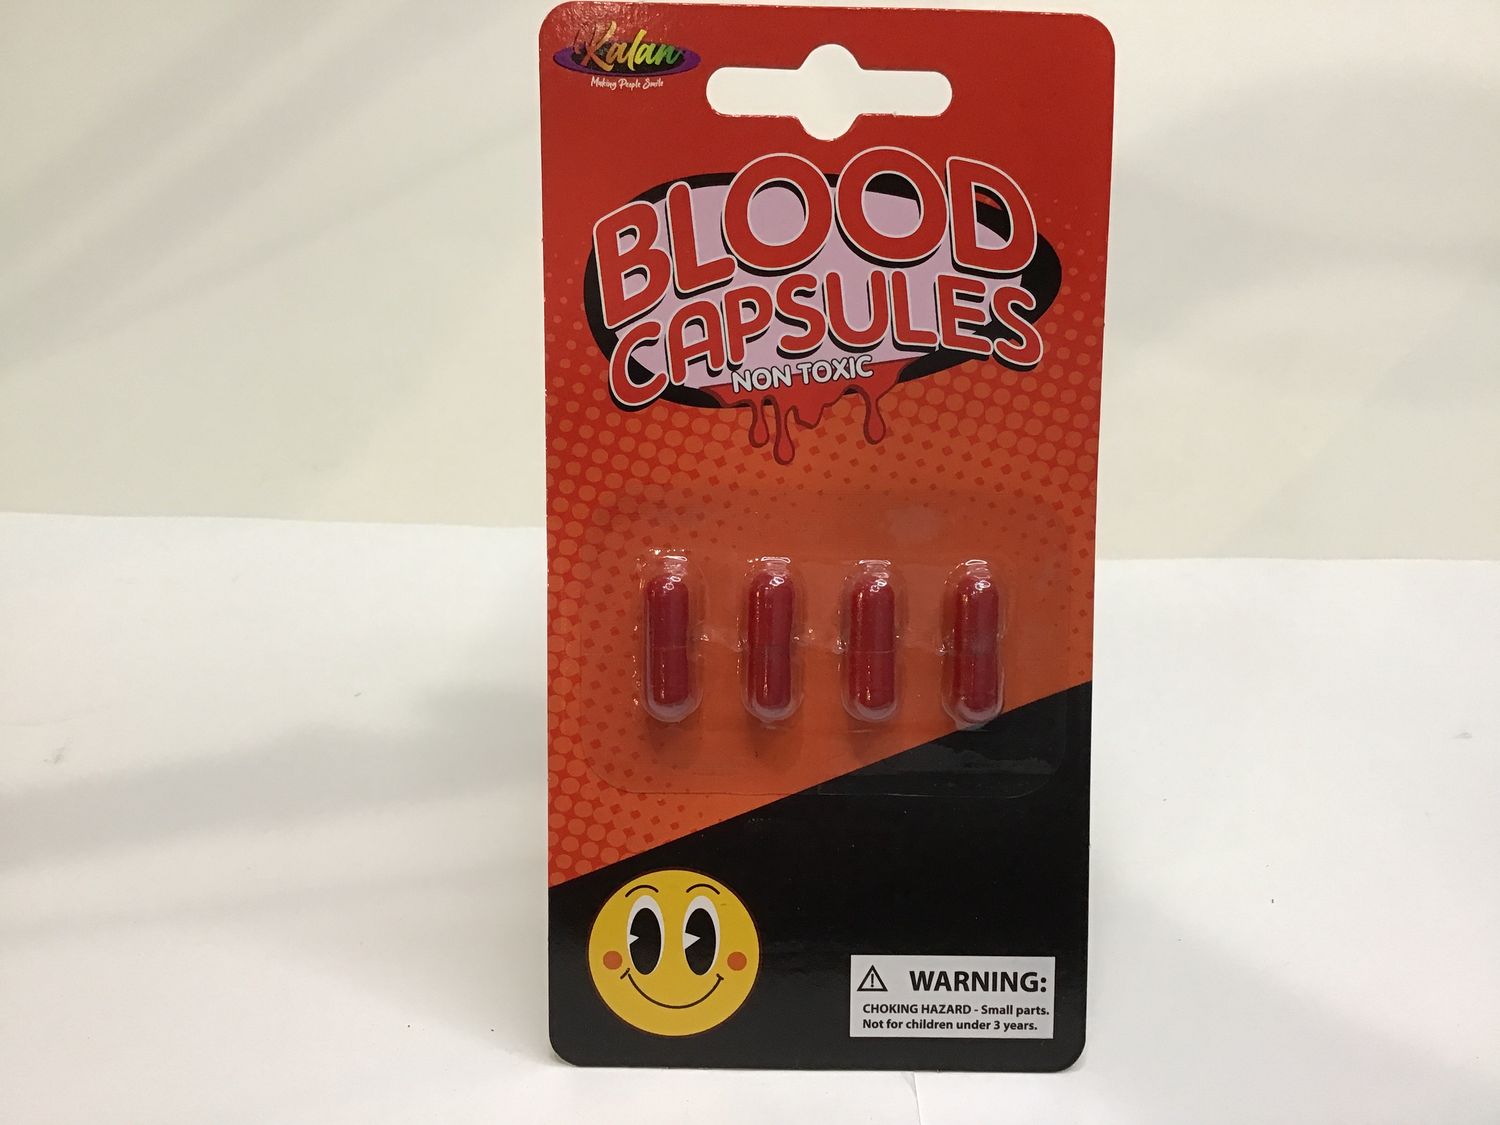 Kalan
Making People Smile
BLOOD
CAPSULES
NON TOXIC
WARNING:
CHOKING HAZARD - Small parts.
Not for children under 3 years.